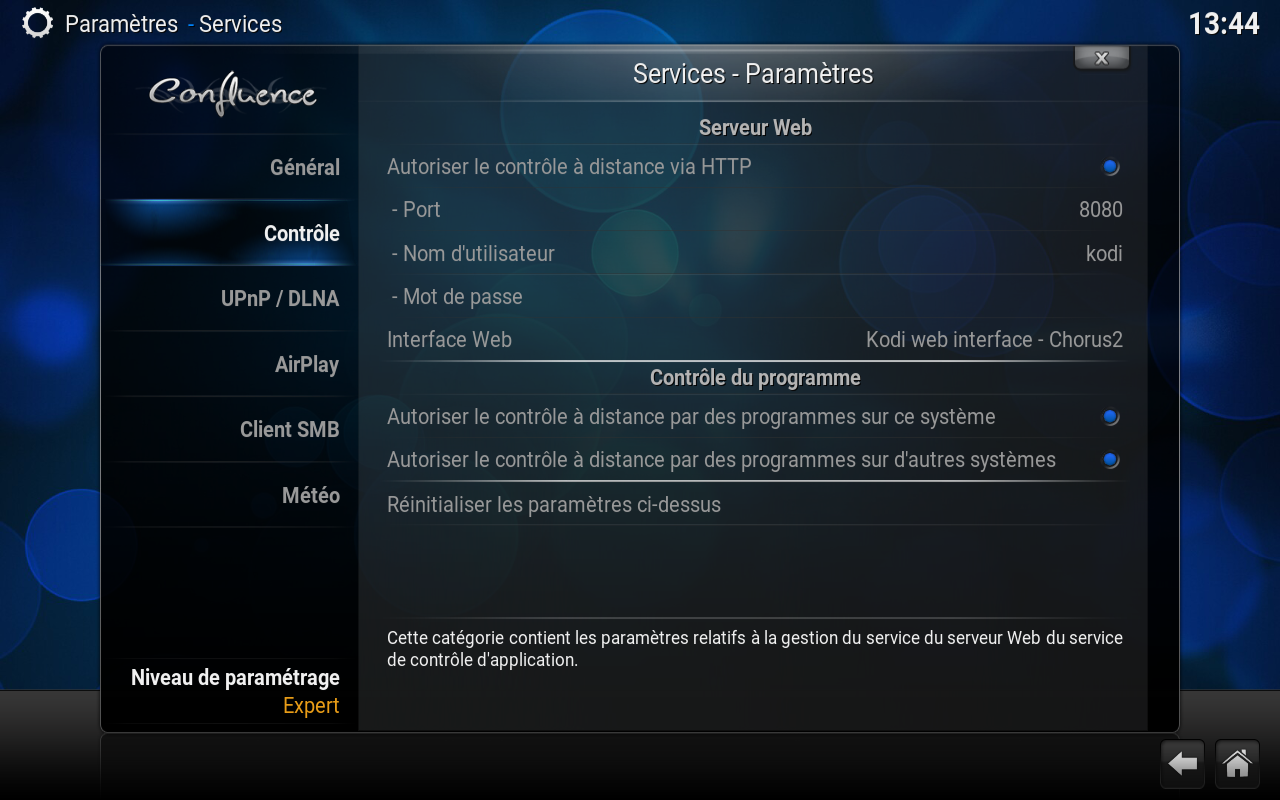 Paramètres - Services
13:44
Confluence
Général
Contrôle
UPnP / DLNA
AirPlay
Client SMB
Météo
Niveau de paramétrage
Expert
Services - Paramètres
Serveur Web
Autoriser le contrôle à distance via HTTP
- Port 8080
- Nom d'utilisateur kodi
- Mot de passe
Interface Web Kodi web interface - Chorus2
Contrôle du programme
Autoriser le contrôle à distance par des programmes sur ce système
Autoriser le contrôle à distance par des programmes sur d'autres systèmes
Réinitialiser les paramètres ci-dessus
Cette catégorie contient les paramètres relatifs à la gestion du service du serveur Web du service
de contrôle d'application.